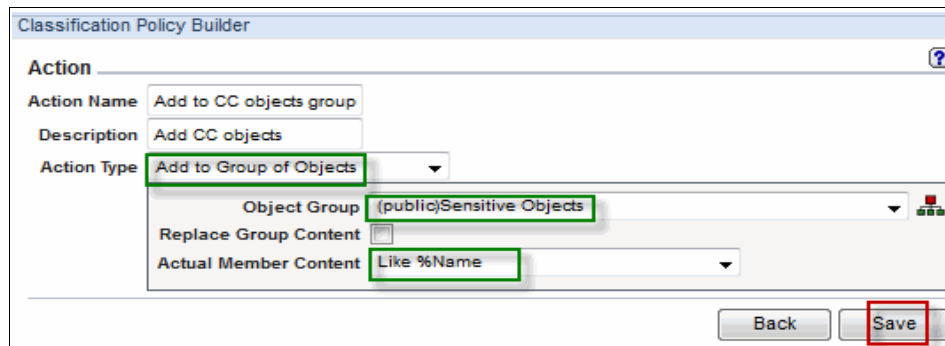 Classification Policy Builder
?
Action
Action Name Add to CC objects group
Description Add CC objects
Action Type Add to Group of Objects
Object Group (public)Sensitive Objects
Replace Group Content
Actual Member Content Like %Name
Back Save